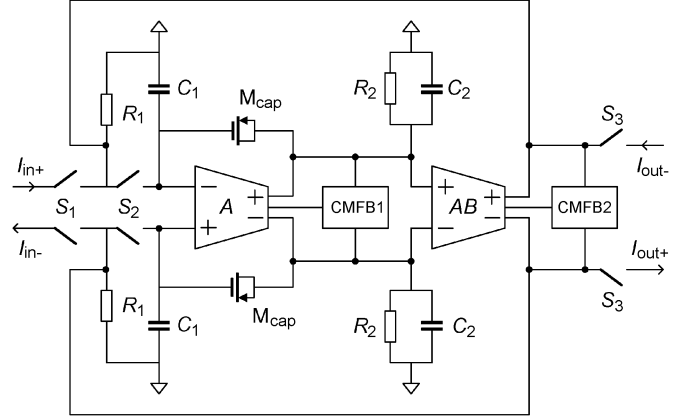 R1
C1
Mcap
R2
C2
S3
Iin+
Iout-
S1
S2
−
+
A
+
−
CMFB1
+
−
AB
+
−
CMFB2
Iin-
Iout+
S3
R1
C1
Mcap
R2
C2